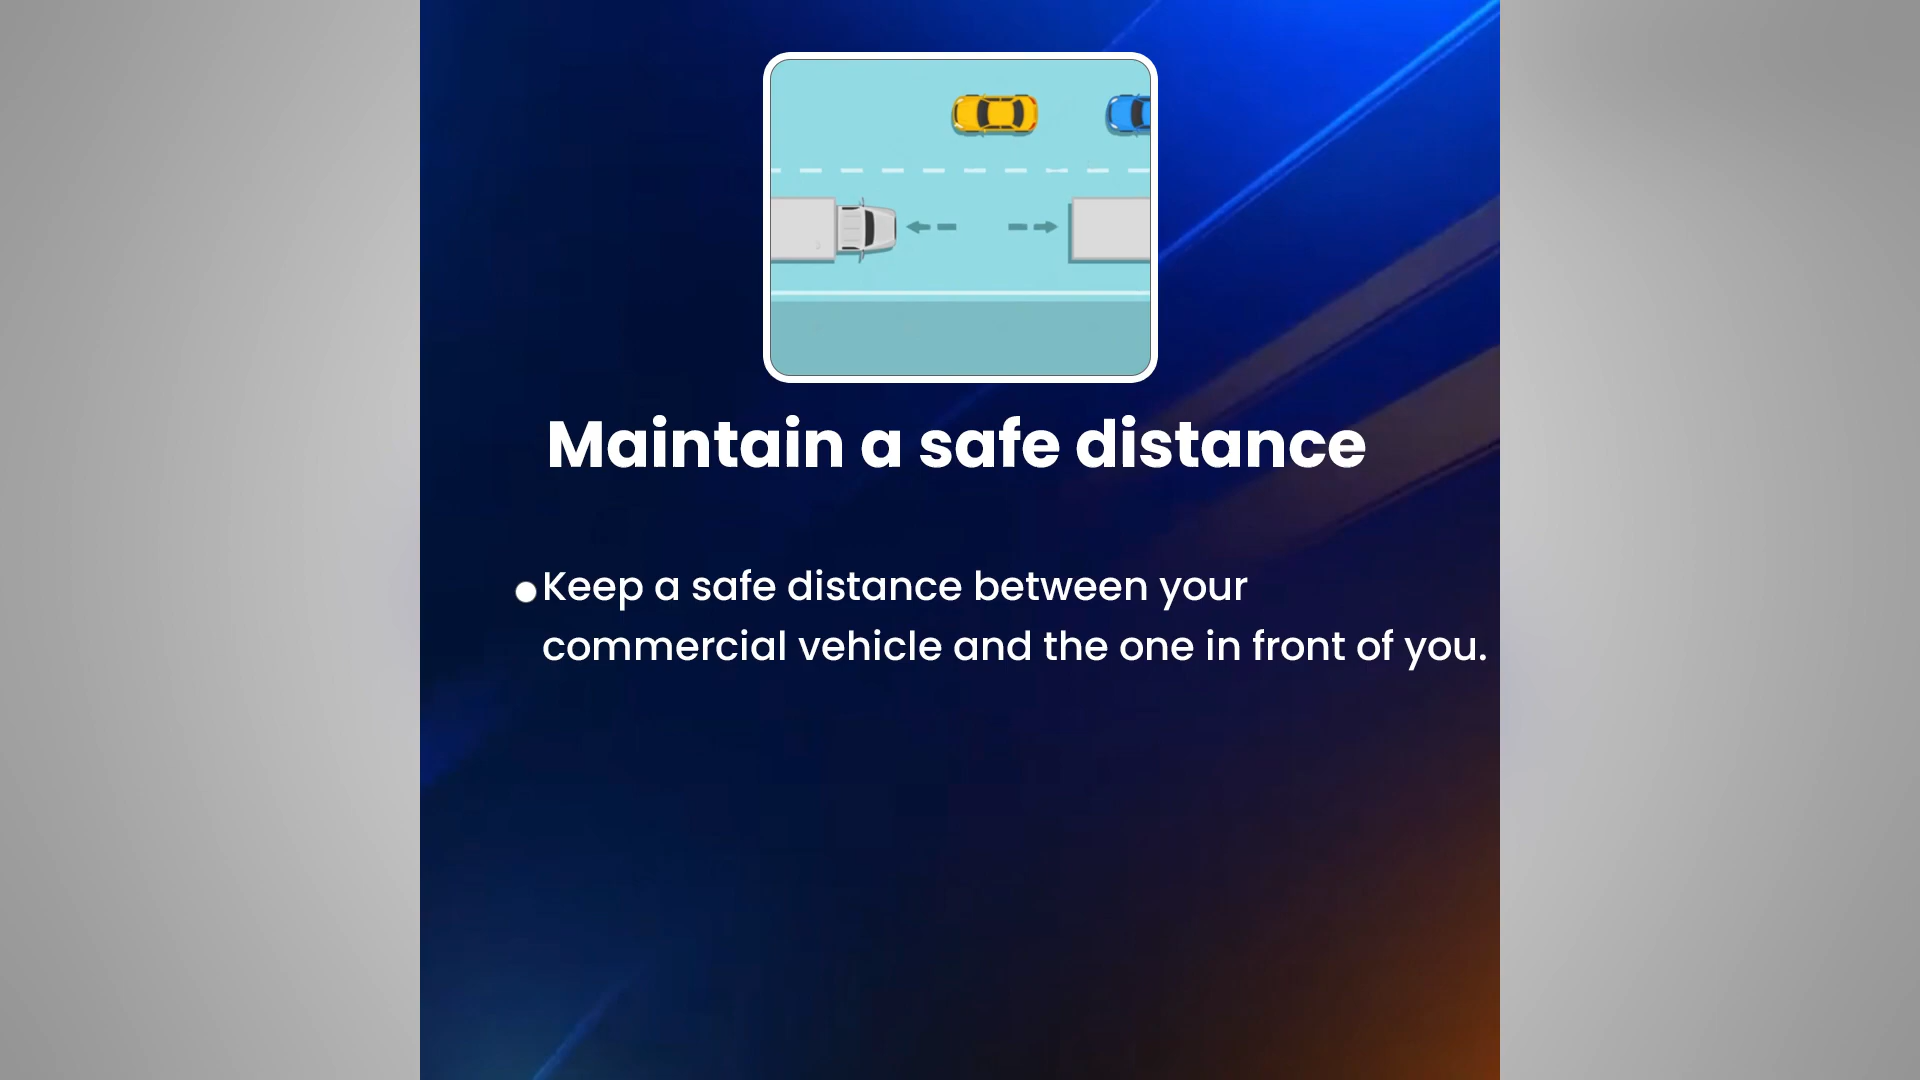 Maintain a safe distance
Keep a safe distance between your
commercial vehicle and the one in front of you.